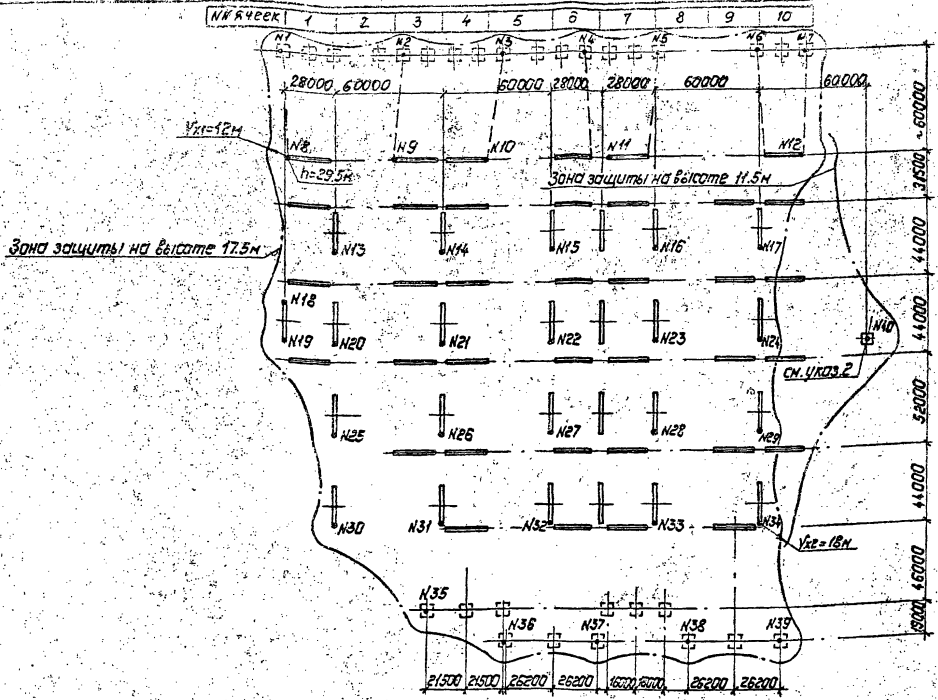 NN ячеек 1 2 3 4 5 6 7 8 9 10
N1 N2 N3 N4 N5 N6 N7
28000 60000 60000 28000 28000 60000 60000
~60000
Yx1=12м
N8 N9 N10 N11 N12
h=29.5м
Зона защиты на высоте 11.5м
31500
Зона защиты на высоте 17.5м
N13 N14 N15 N16 N17
44000
N18
N19 N20 N21 N22 N23 N24 N40
44000
см. указ. 2
52000
N25 N26 N27 N28 N29
44000
N30 N31 N32 N33 N34
Yx2=18м
46000
N35
N36 N37 N38 N39
21500 21500 26200 26200 26200 26200